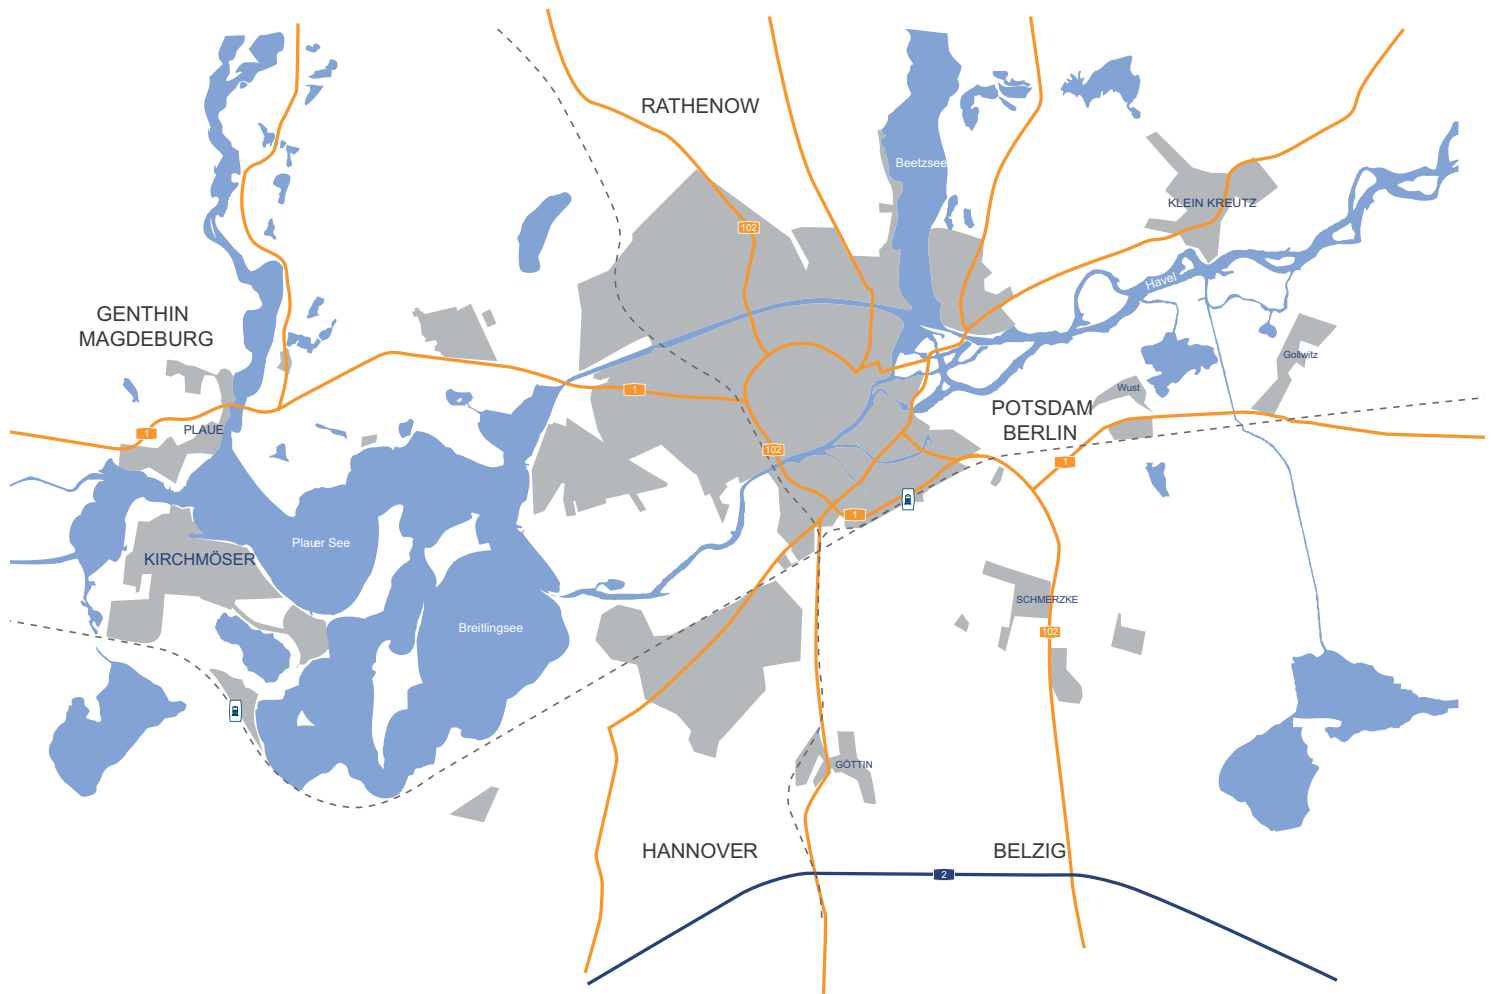 RATHENOW
Beetzsee
KLEIN KREUTZ
102
Havel
GENTHIN
MAGDEBURG
Gollwitz
1
Wust
POTSDAM
BERLIN
1
PLAUE
102
1
1
Plauer See
KIRCHMÖSER
SCHMERZKE
Breitlingsee
102
GÖTTIN
HANNOVER
BELZIG
2